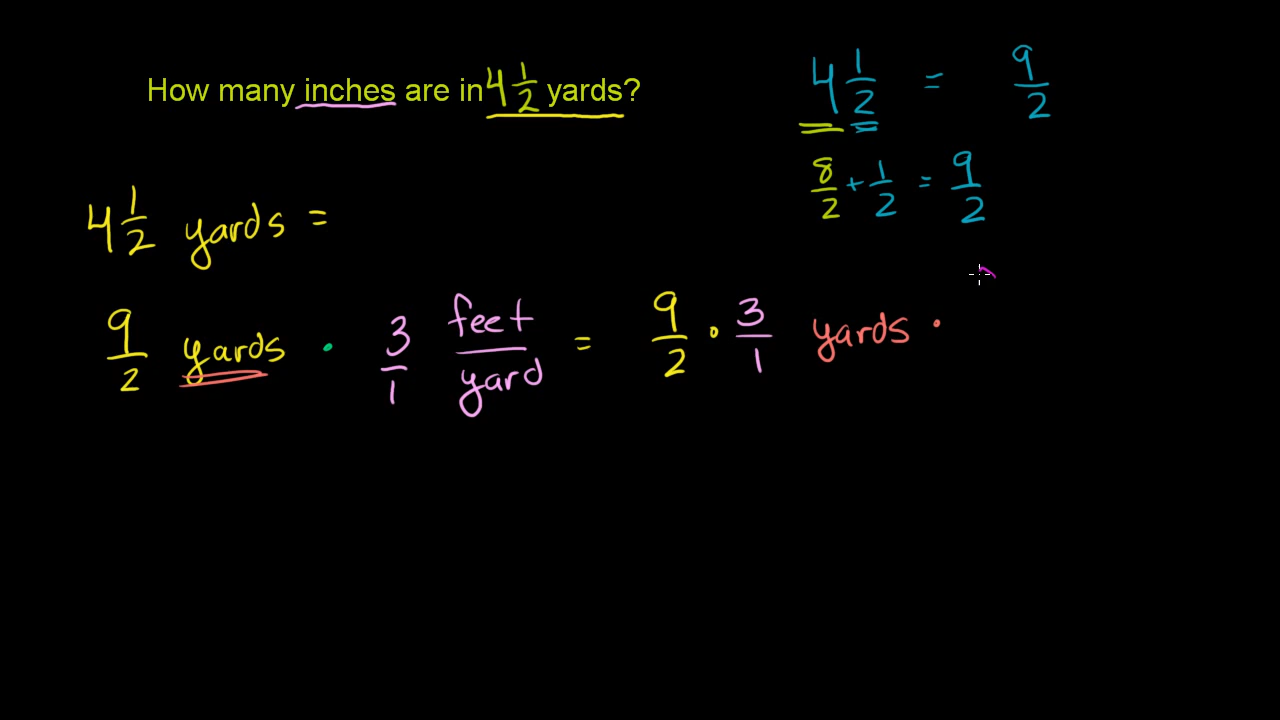 How many inches are in 4 1/2 yards?
4 1/2 = 9/2
8/2 + 1/2 = 9/2
4 1/2 yards =
9/2 yards · 3/1 feet/yard = 9/2 · 3/1 yards ·